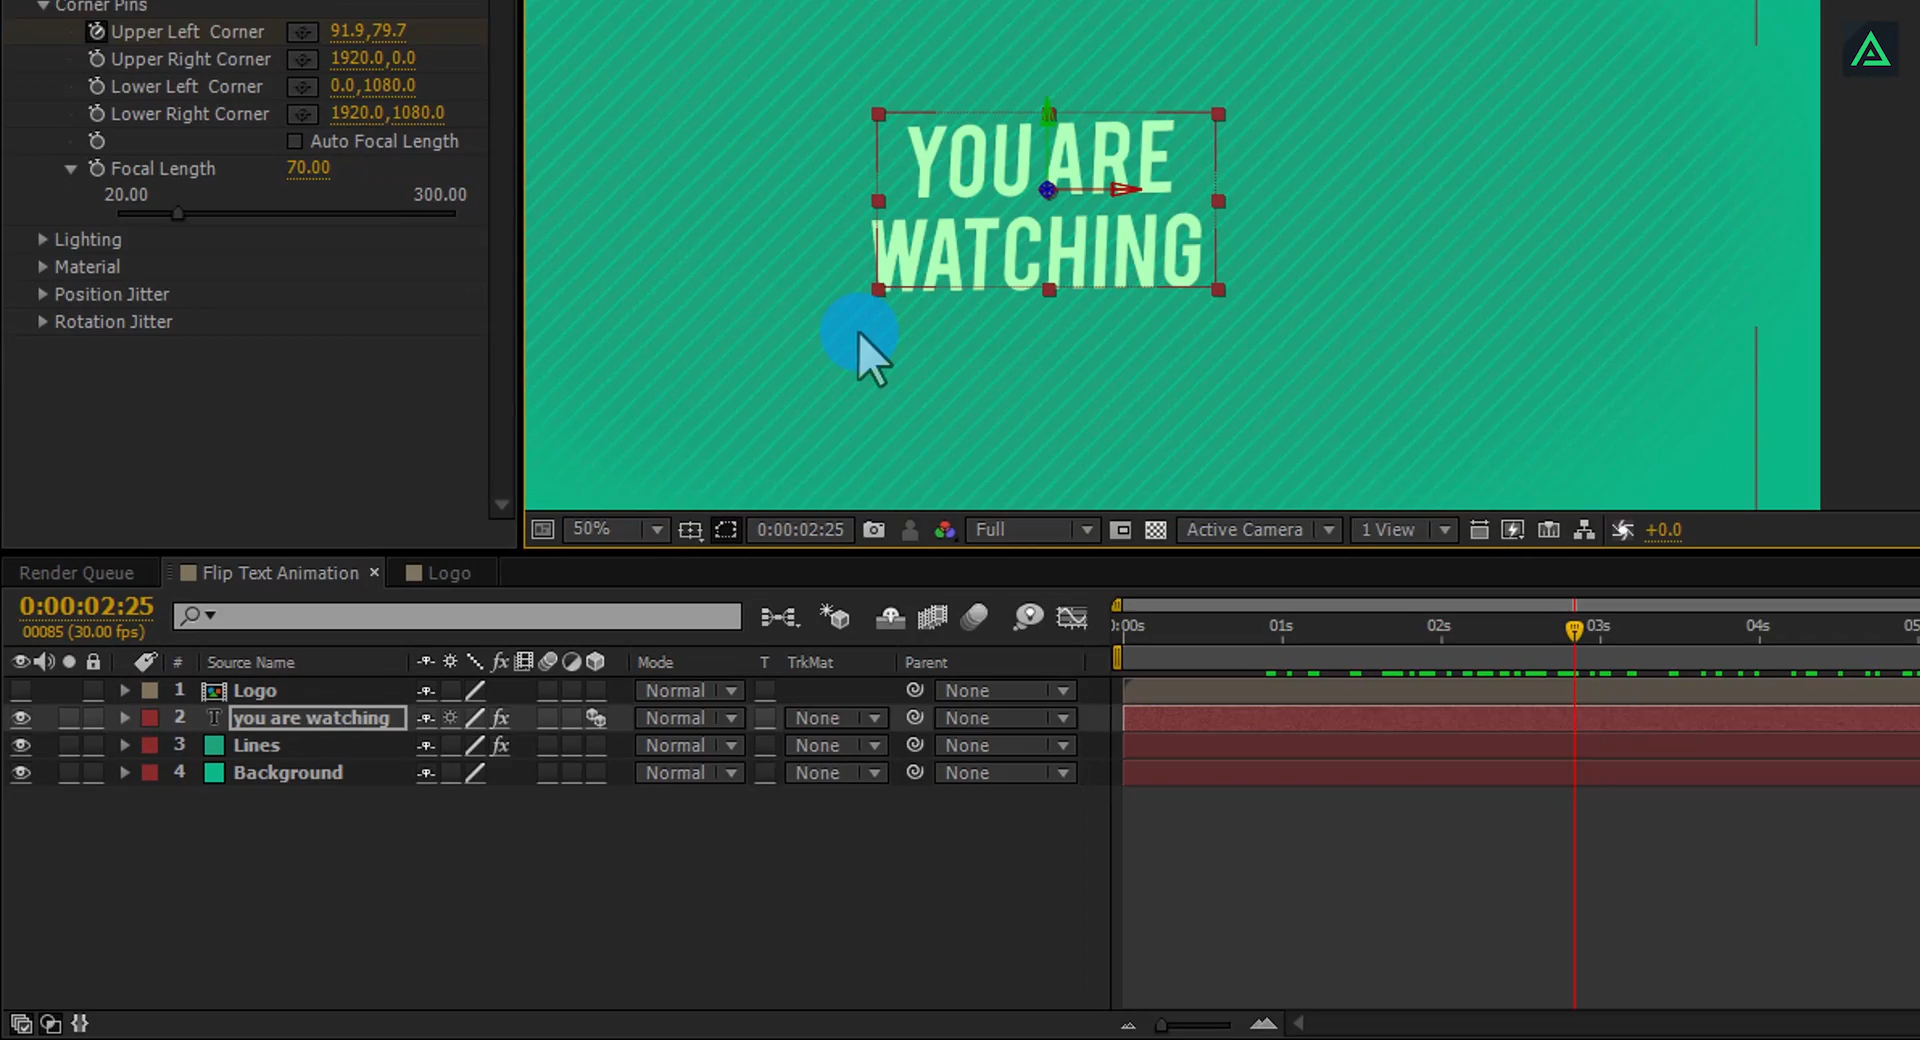 Corner Pins
Upper Left Corner 91.9,79.7
Upper Right Corner 1920.0,0.0
Lower Left Corner 0.0,1080.0
Lower Right Corner 1920.0,1080.0
Auto Focal Length
Focal Length 70.00
20.00 300.00
Lighting
Material
Position Jitter
Rotation Jitter
YOU ARE
WATCHING
50% 0:00:02:25 Full Active Camera 1 View +0.0
Render Queue Flip Text Animation × Logo
0:00:02:25
00085 (30.00 fps)
0:00s 01s 02s 03s 04s 05
# Source Name fx Mode T TrkMat Parent
1 Logo Normal None
2 T you are watching fx Normal None None
3 Lines fx Normal None None
4 Background Normal None None